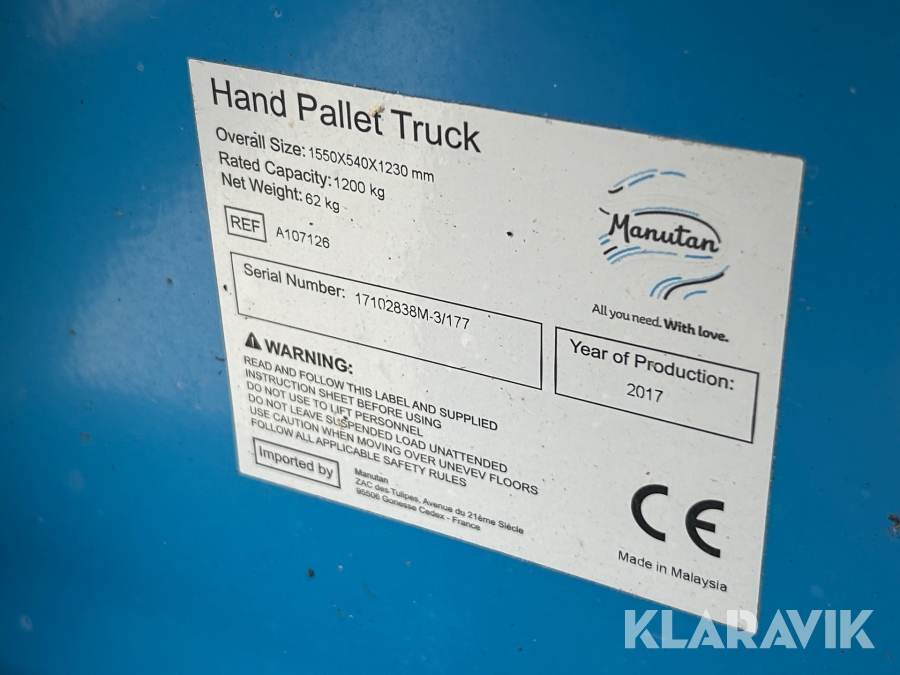 Hand Pallet Truck
Overall Size: 1550X540X1230 mm
Rated Capacity: 1200 kg
Net Weight: 62 kg
REF A107126
Manutan
All you need. With love.
Serial Number: 17102838M-3/177
Year of Production:
2017
WARNING:
READ AND FOLLOW THIS LABEL AND SUPPLIED
INSTRUCTION SHEET BEFORE USING
DO NOT USE TO LIFT PERSONNEL
DO NOT LEAVE SUSPENDED LOAD UNATTENDED
USE CAUTION WHEN MOVING OVER UNEVEV FLOORS
FOLLOW ALL APPLICABLE SAFETY RULES
Imported by
Manutan
ZAC des Tulipes, Avenue du 21ème Siècle
95506 Gonesse Cedex - France
CE
Made in Malaysia
KLARAVIK